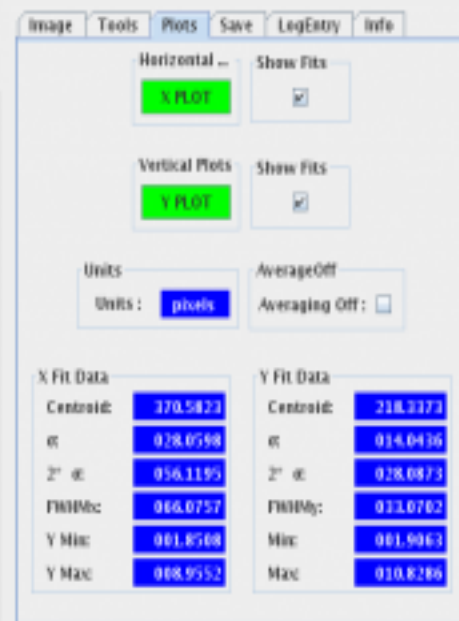 Image Tools Plots Save LogEntry Info
Horizontal ... Show Fits
X PLOT
Vertical Plots Show Fits
Y PLOT
Units AverageOff
Units : pixels Averaging Off :
X Fit Data Y Fit Data
Centroid: 370.5823 Centroid: 218.3373
σ: 028.0598 σ: 014.0436
2* σ: 056.1195 2* σ: 028.0873
FWHMx: 066.0757 FWHMy: 033.0702
Y Min: 001.8508 Min: 001.9063
Y Max: 008.9552 Max: 010.8286